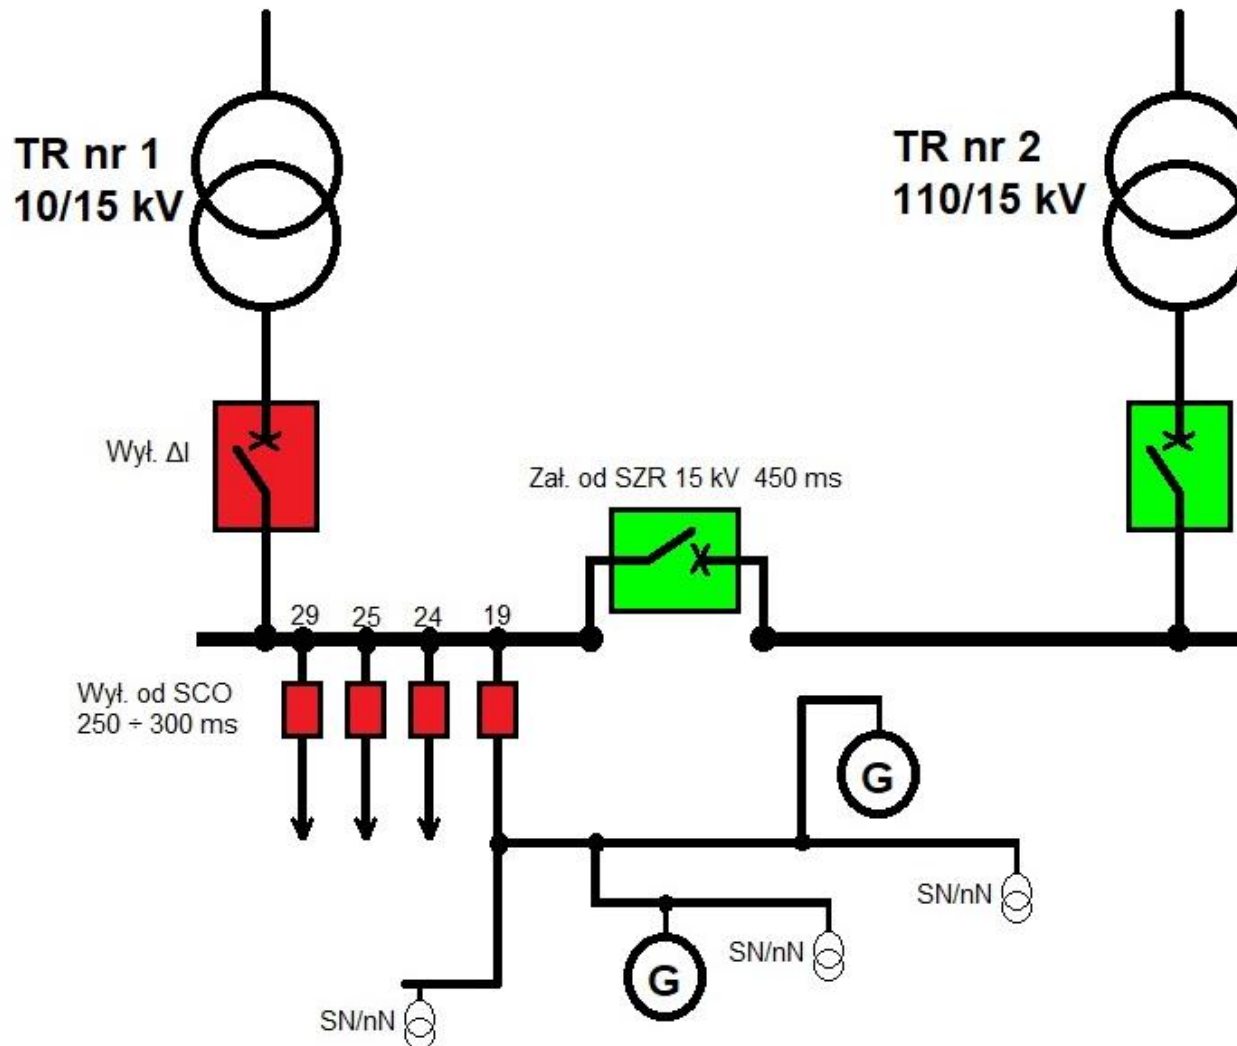 TR nr 1
10/15 kV
TR nr 2
110/15 kV
Wył. ΔI
Zał. od SZR 15 kV 450 ms
29 25 24 19
Wył. od SCO
250 ÷ 300 ms
G
SN/nN
SN/nN
G
SN/nN